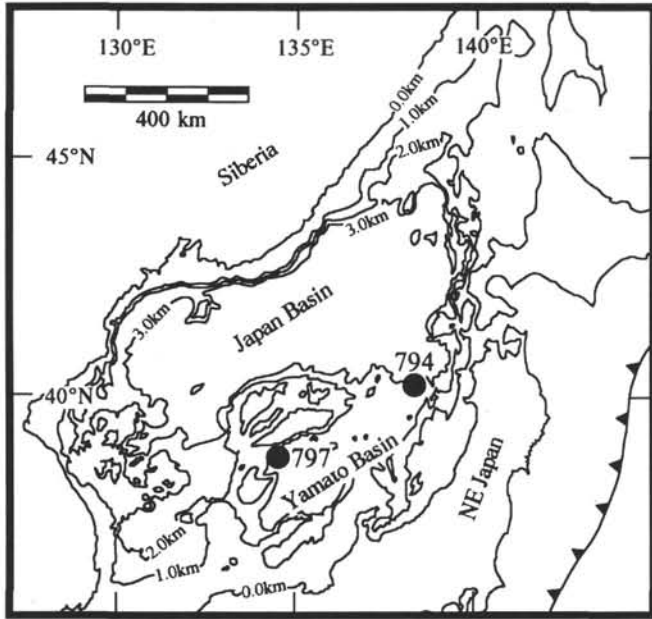 130°E
135°E
140°E
400 km
0.0km
1.0km
2.0km
45°N
Siberia
3.0km
3.0km
Japan Basin
794
40°N
797
Yamato Basin
NE Japan
2.0km
1.0km
0.0km